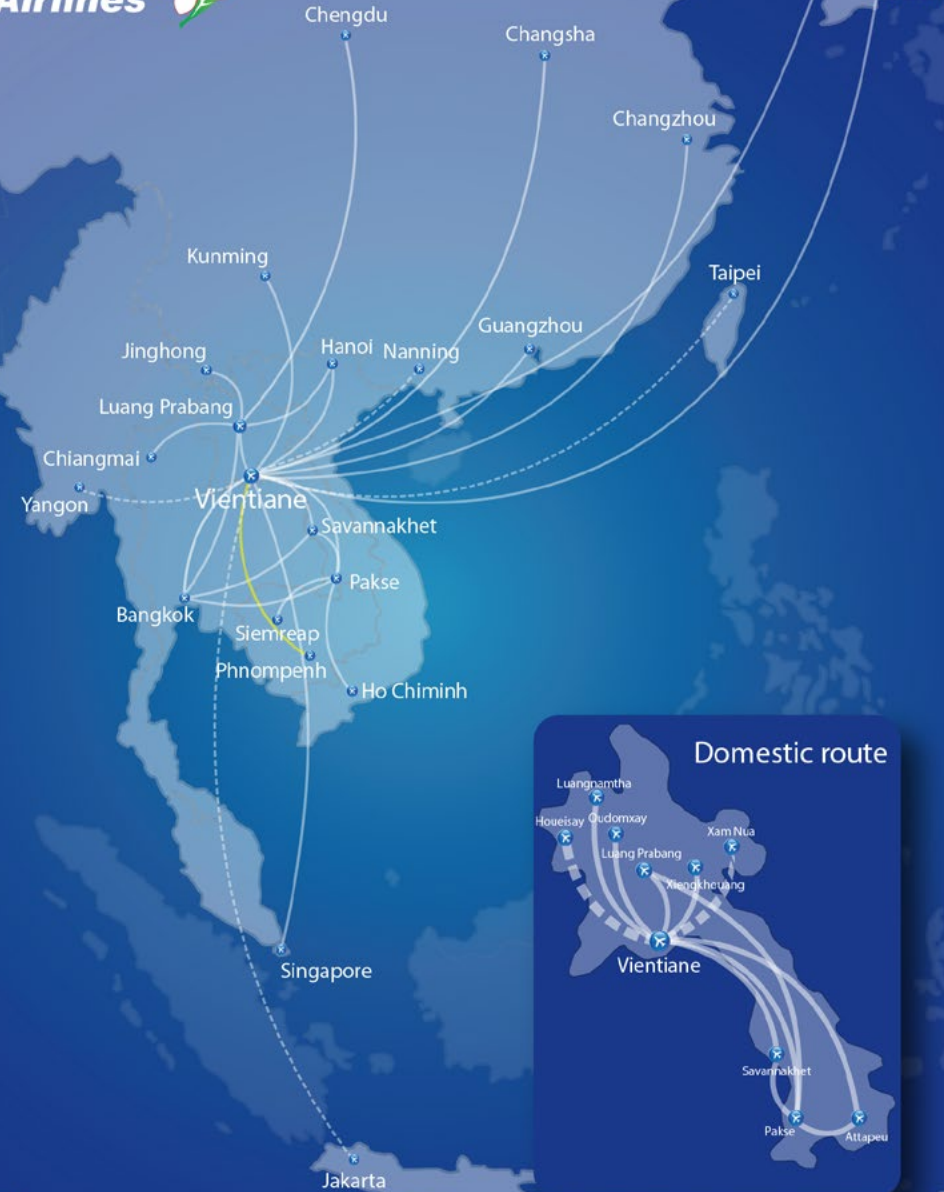 Airlines
Chengdu
Changsha
Changzhou
Kunming
Taipei
Guangzhou
Jinghong
Hanoi
Nanning
Luang Prabang
Chiangmai
Yangon
Vientiane
Savannakhet
Pakse
Bangkok
Siemreap
Phnompenh
Ho Chiminh
Singapore
Jakarta
Domestic route
Luangnamtha
Houeisay
Oudomxay
Xam Nua
Luang Prabang
Xiengkhouang
Vientiane
Savannakhet
Pakse
Attapeu